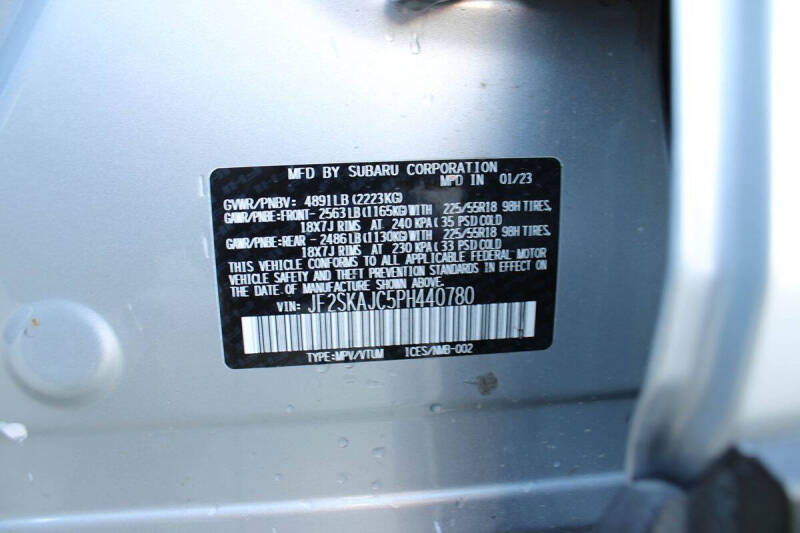 MFD BY SUBARU CORPORATION
MFD IN 01/23
GVWR/PNBV: 4891LB (2223KG)
GAWR/PNBE:FRONT- 2563LB(1165KG)WITH 225/55R18 98H TIRES,
18X7J RIMS AT 240 KPA(35 PSI)COLD
GAWR/PNBE:REAR - 2486LB(1130KG)WITH 225/55R18 98H TIRES,
18X7J RIMS AT 230 KPA(33 PSI)COLD
THIS VEHICLE CONFORMS TO ALL APPLICABLE FEDERAL MOTOR
VEHICLE SAFETY AND THEFT PREVENTION STANDARDS IN EFFECT ON
THE DATE OF MANUFACTURE SHOWN ABOVE.
VIN: JF2SKAJC5PH440780
TYPE:MPV/VTUM ICES/NMB-002